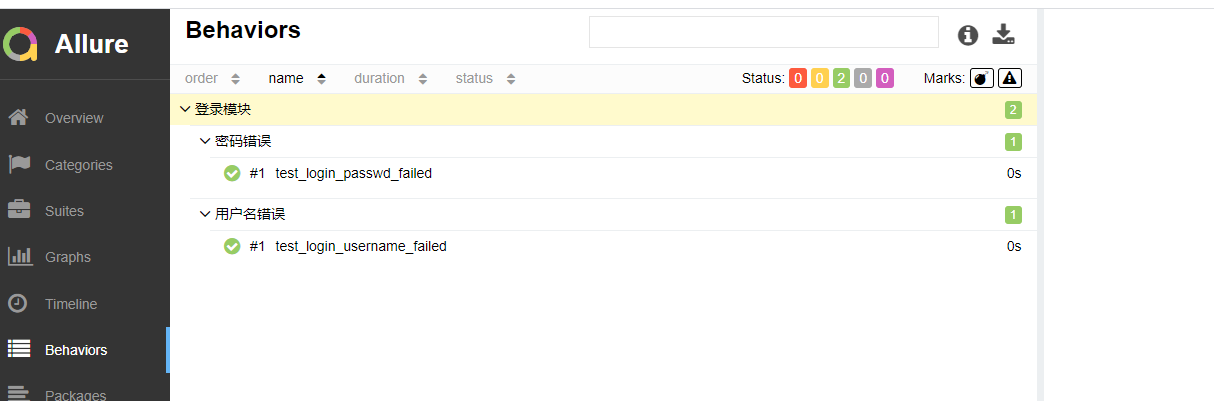 Allure
Overview
Categories
Suites
Graphs
Timeline
Behaviors
Packages
Behaviors
order name duration status Status: 0 0 2 0 0 Marks:
登录模块 2
密码错误 1
#1 test_login_passwd_failed 0s
用户名错误 1
#1 test_login_username_failed 0s